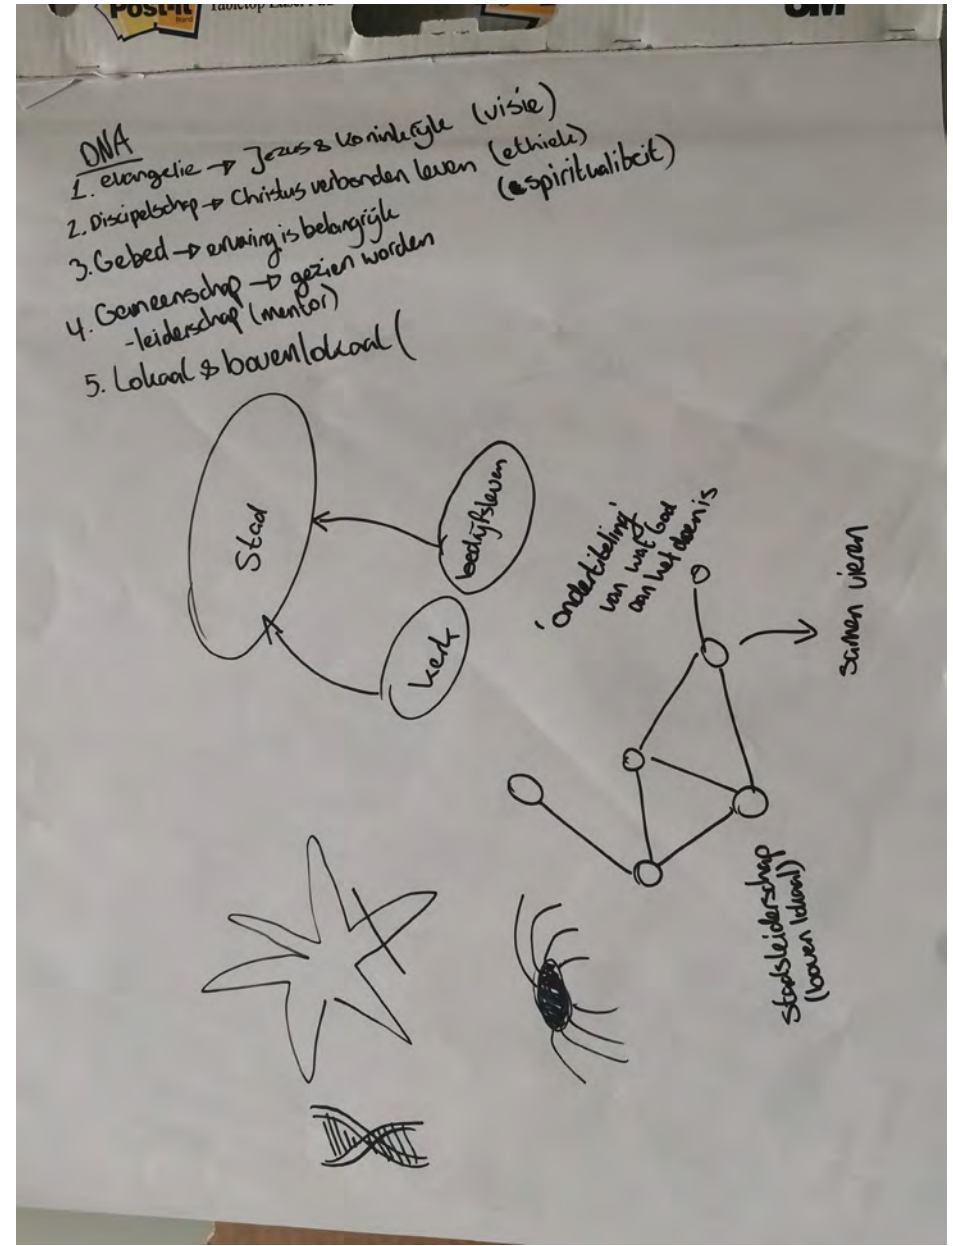 Post-it
Tabletop
3M
DNA
1. evangelie → Jezus & Koninkrijk (visie)
2. Discipelschap → Christus verbonden leven (ethiek)
3. Gebed → ervaring is belangrijk (spiritualiteit)
4. Gemeenschap → gezien worden
- leiderschap (mentor)
5. Lokaal & bovenlokaal (
Stad
bedrijfsleven
kerk
'ondertiteling'
van wat God
aan het doen is
samen vieren
stadsleiderschap
(boven lokaal)